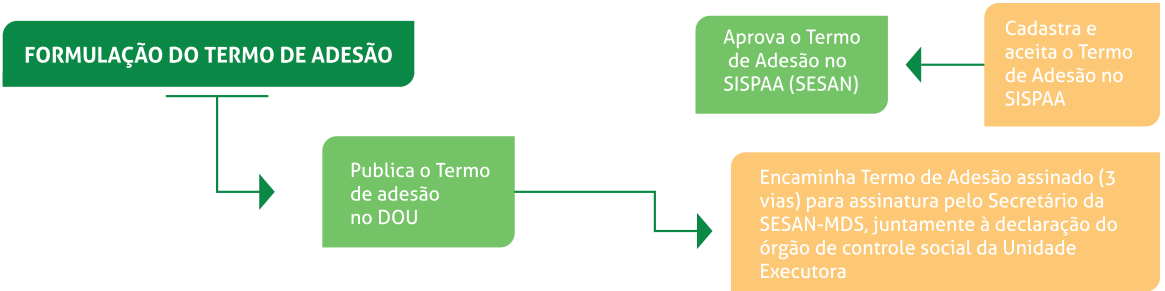 FORMULAÇÃO DO TERMO DE ADESÃO
Aprova o Termo
de Adesão no
SISPAA (SESAN)
Cadastra e
aceita o Termo
de Adesão no
SISPAA
Publica o Termo
de adesão
no DOU
Encaminha Termo de Adesão assinado (3
vias) para assinatura pelo Secretário da
SESAN-MDS, juntamente à declaração do
órgão de controle social da Unidade
Executora